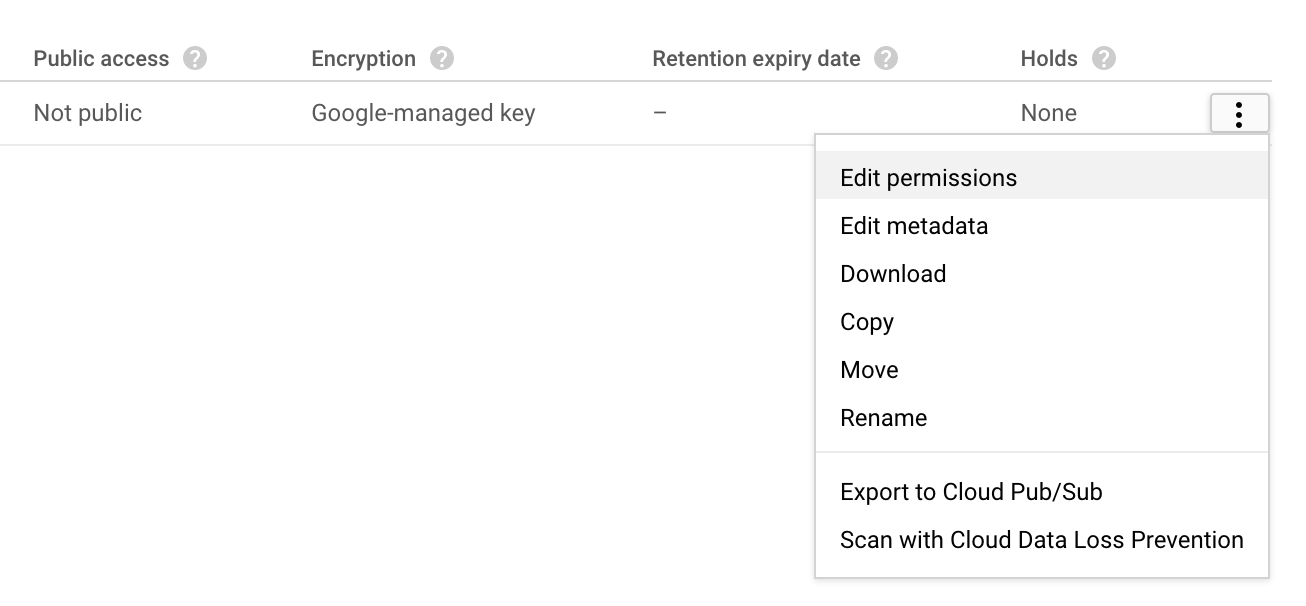 Public access ? Encryption ? Retention expiry date ? Holds ?
Not public Google-managed key – None
Edit permissions
Edit metadata
Download
Copy
Move
Rename
Export to Cloud Pub/Sub
Scan with Cloud Data Loss Prevention